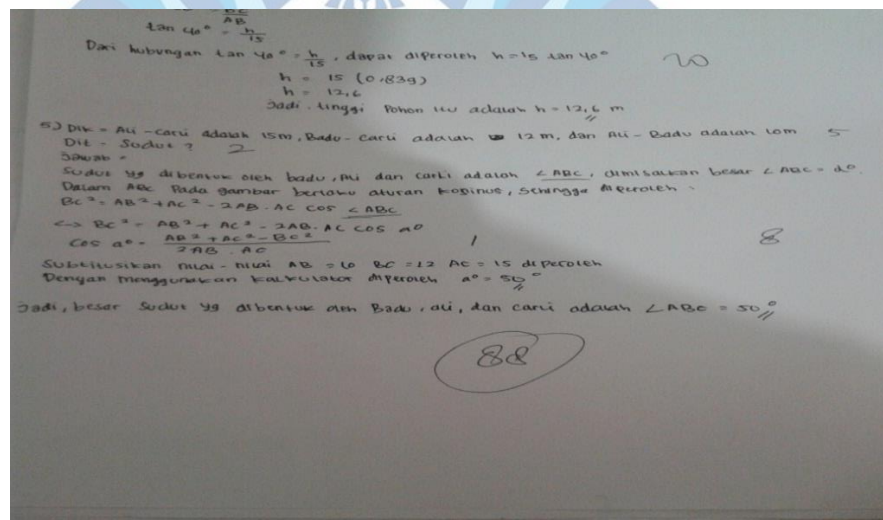 BC
AB
tan 40° = h/15
Dari hubungan tan 40° = h/15, dapat diperoleh h = 15 tan 40° 20
h = 15 (0,839)
h = 12,6
Jadi, tinggi Pohon itu adalah h = 12,6 m
5) Dik = Ali - Carli adalah 15m, Badu - Carli adalah 12 m, dan Ali - Badu adalah 10m 5
Dit - Sudut ? 2
Jawab =
Sudut yg dibentuk oleh badu, Ali dan Carli adalah ∠ABC, dimisalkan besar ∠ABC = a°.
Dalam ABC Pada gambar berlaku aturan kosinus, sehingga diperoleh
BC² = AB² + AC² - 2AB . AC COS ∠ABC
<-> BC² = AB² + AC² - 2AB. AC COS a°
Cos a° = AB² + AC² - BC² / 2AB . AC 1 8
Substitusikan nilai - nilai AB = 10 BC = 12 AC = 15 diperoleh
Dengan menggunakan kalkulator diperoleh a° = 50°
Jadi, besar sudut yg dibentuk oleh Badu, ali, dan carli adalah ∠ABC = 50°
88